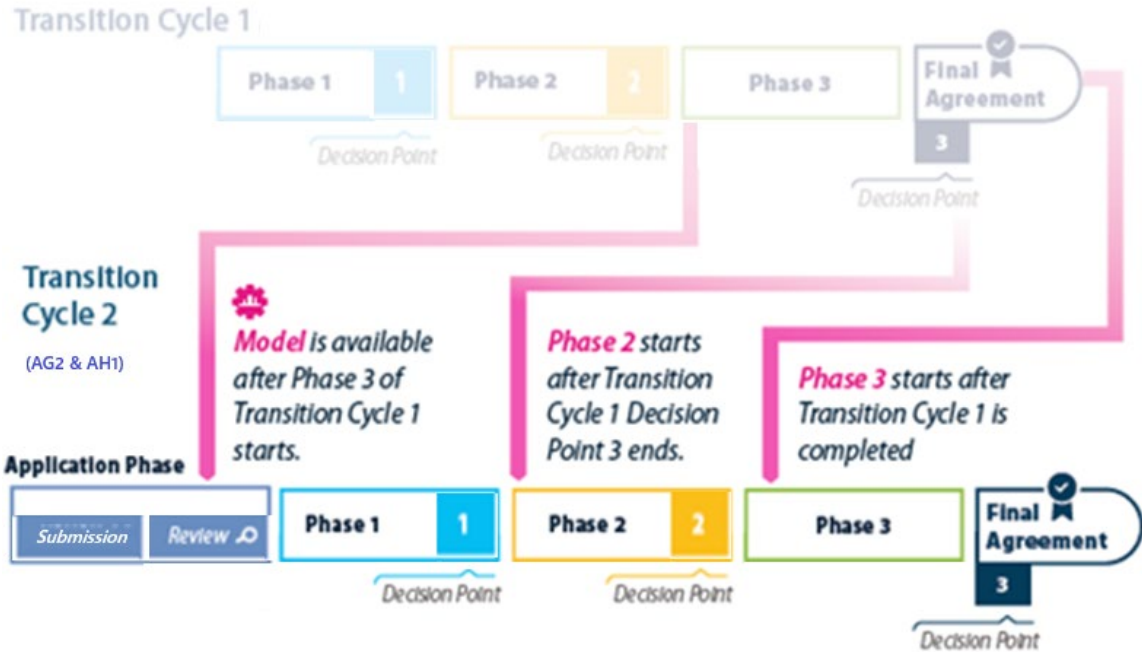 Transition Cycle 1
Phase 1
1
Phase 2
2
Phase 3
Final
Agreement
3
Decision Point
Decision Point
Decision Point
Transition
Cycle 2
(AG2 & AH1)
Model is available
after Phase 3 of
Transition Cycle 1
starts.
Phase 2 starts
after Transition
Cycle 1 Decision
Point 3 ends.
Phase 3 starts after
Transition Cycle 1 is
completed
Application Phase
Submission
Review
Phase 1
1
Phase 2
2
Phase 3
Final
Agreement
3
Decision Point
Decision Point
Decision Point